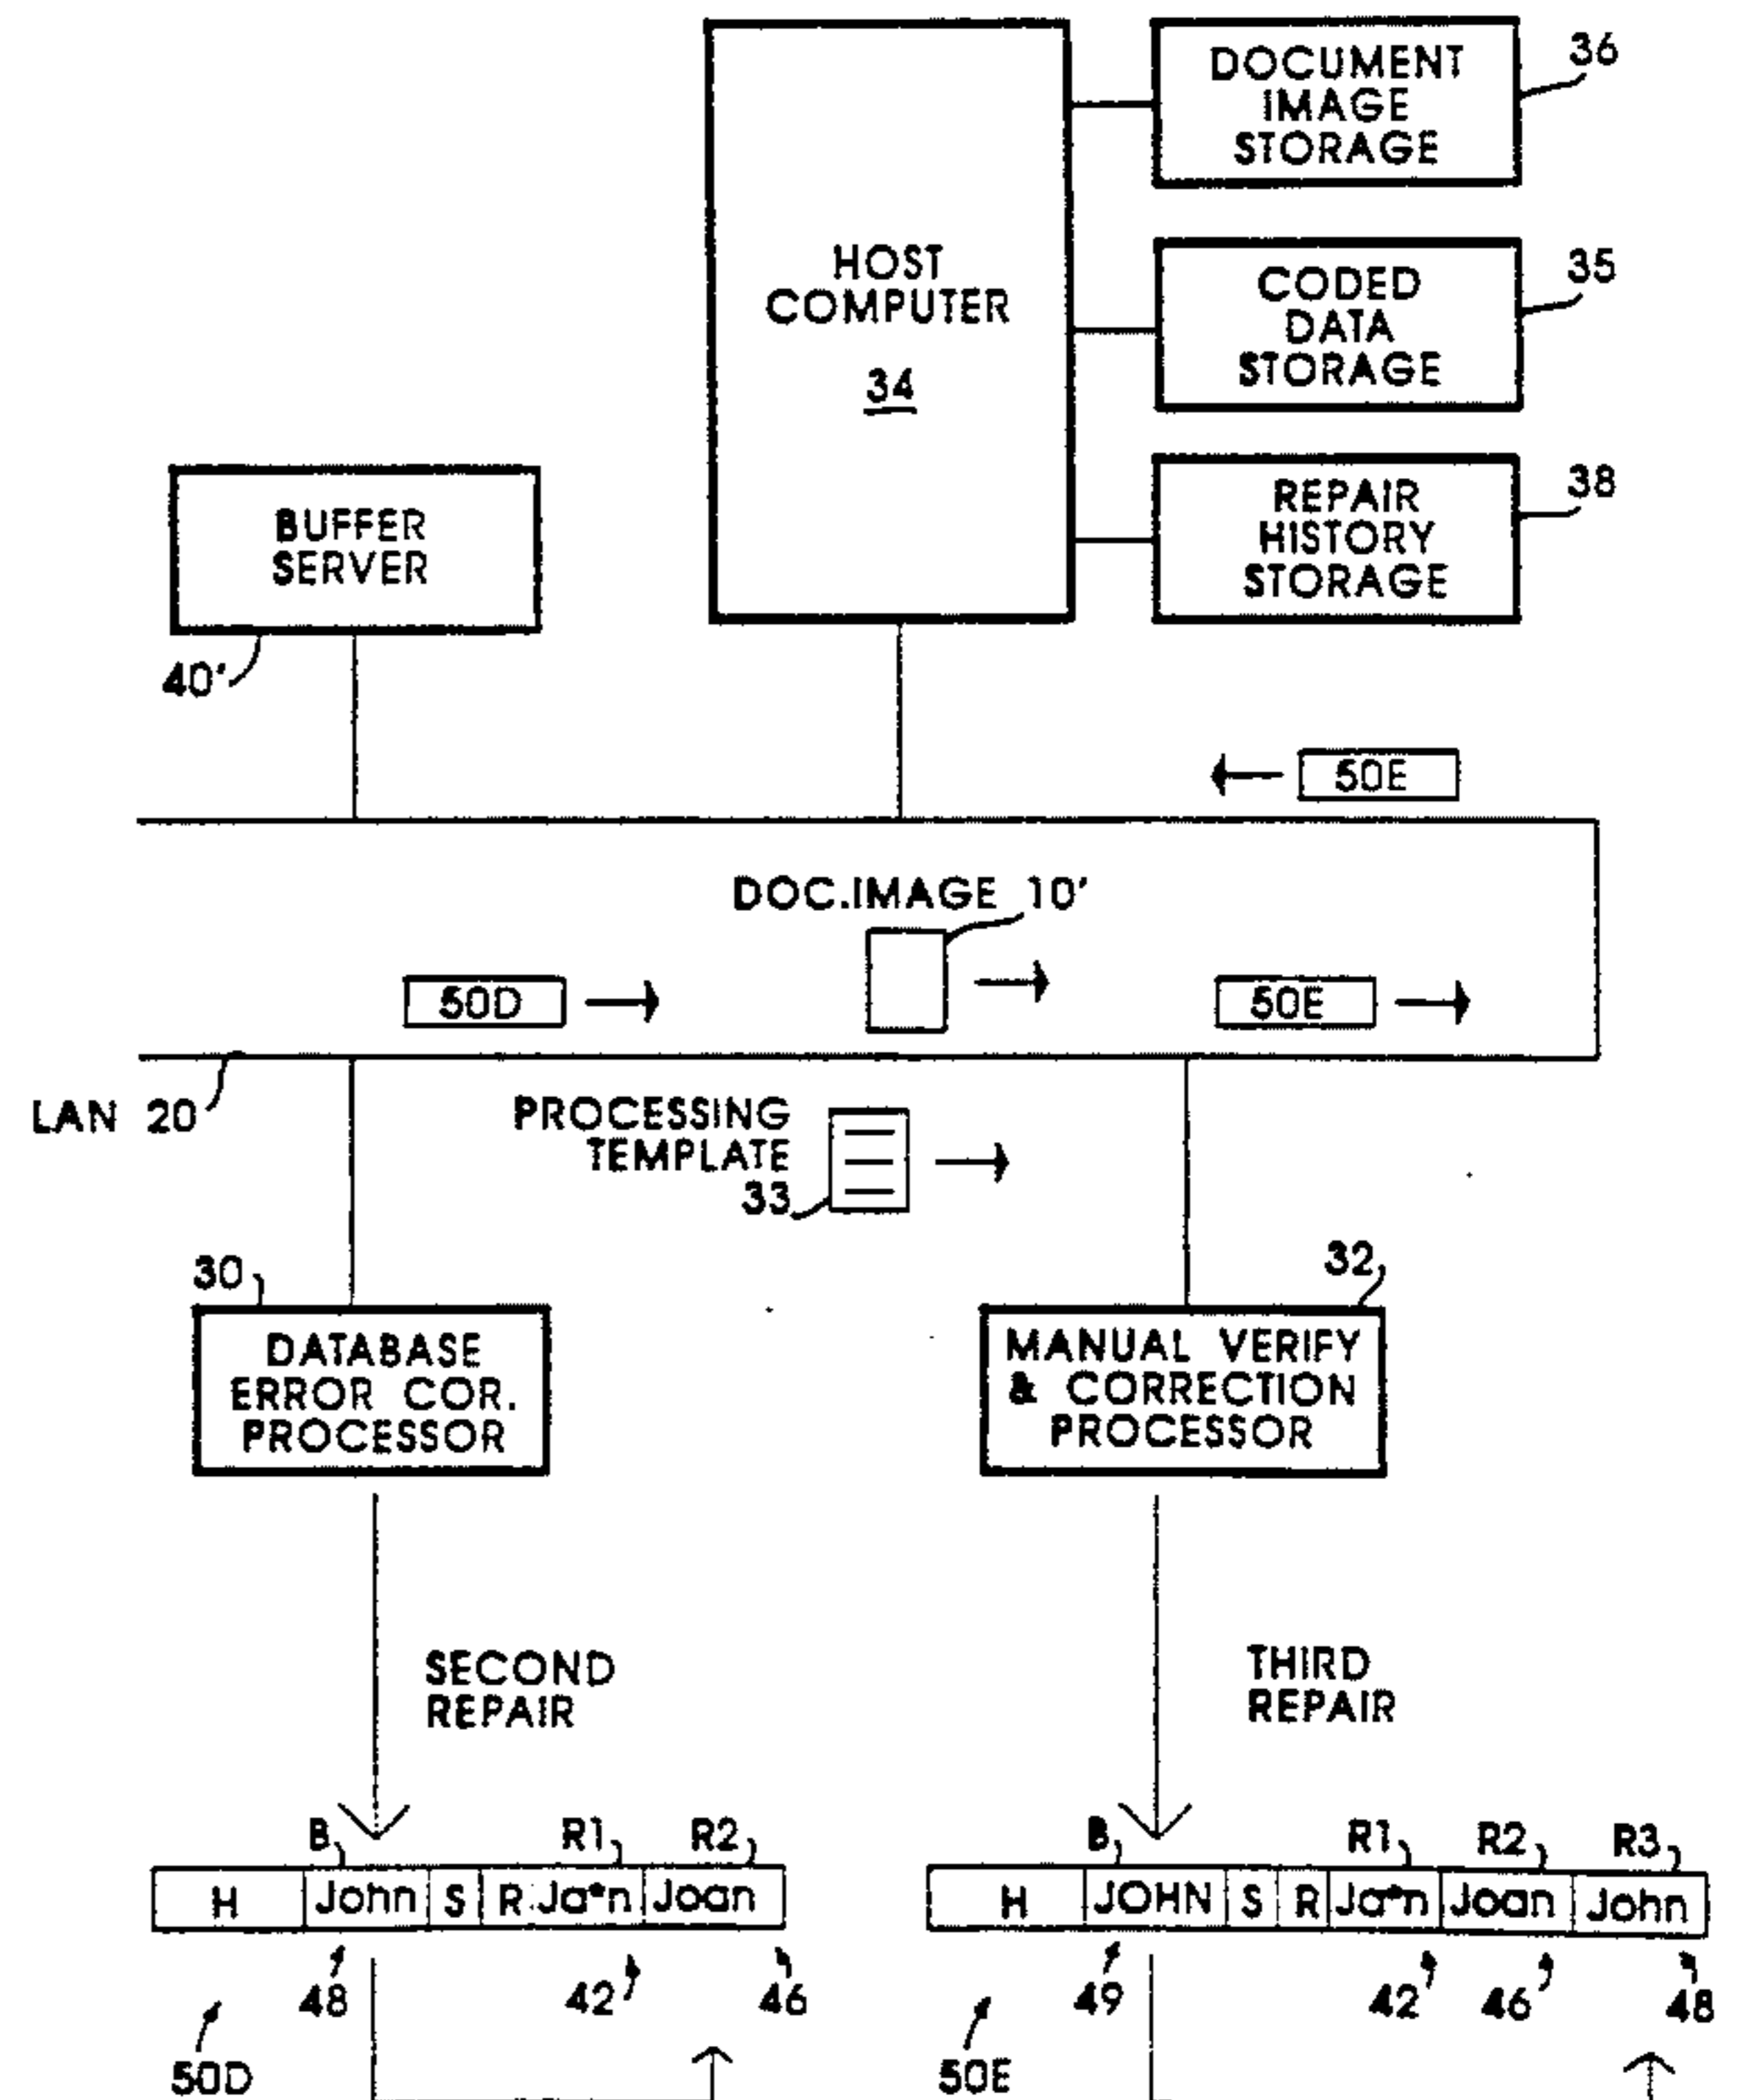 DOCUMENT
IMAGE
STORAGE
36
HOST
COMPUTER
34
CODED
DATA
STORAGE
35
REPAIR
HISTORY
STORAGE
38
BUFFER
SERVER
40'
50E
DOC.IMAGE 10'
50D
50E
LAN 20
PROCESSING
TEMPLATE
33
30
DATABASE
ERROR COR.
PROCESSOR
32
MANUAL VERIFY
& CORRECTION
PROCESSOR
SECOND
REPAIR
THIRD
REPAIR
B R1 R2
H John S R Ja*n Joan
48 42 46
50D
B R1 R2 R3
H JOHN S R Ja*n Joan John
49 42 46 48
50E